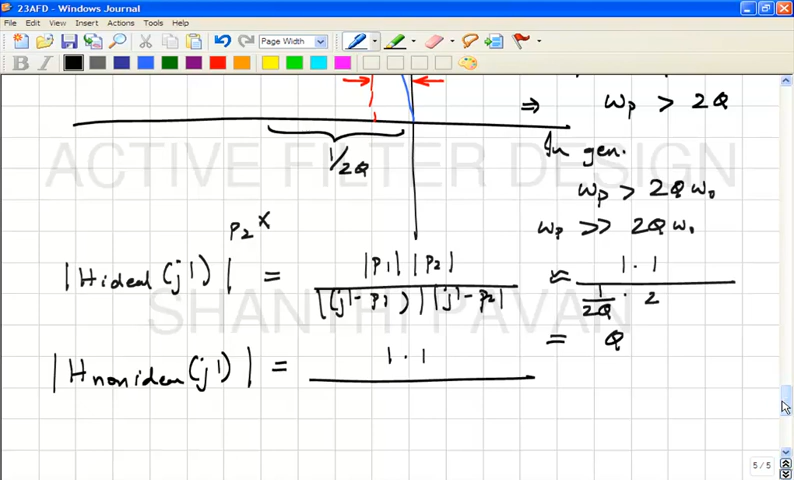 23AFD - Windows Journal
File Edit View Insert Actions Tools Help
Page Width
B I
ACTIVE FILTER DESIGN
SHANTHI PAVAN
⇒ ωp > 2Q
1/2Q
In gen.
ωp > 2Qω₀
ωp >> 2Qω₀
p₂ x
|Hideal(j1)| = |p₁| |p₂| / |(j1-p₁)| |j1-p₂| ≈ 1·1 / (1/2Q · 2)
= Q
|Hnonideal(j1)| = 1·1
5 / 5